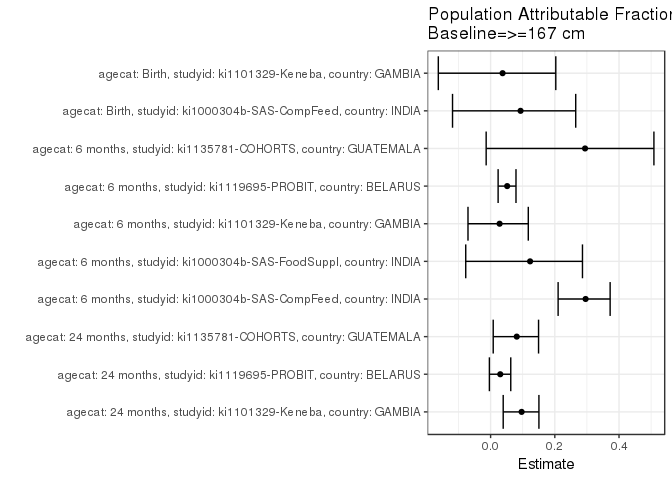 Population Attributable Fractio
Baseline=>=167 cm
agecat: Birth, studyid: ki1101329-Keneba, country: GAMBIA
agecat: Birth, studyid: ki1000304b-SAS-CompFeed, country: INDIA
agecat: 6 months, studyid: ki1135781-COHORTS, country: GUATEMALA
agecat: 6 months, studyid: ki1119695-PROBIT, country: BELARUS
agecat: 6 months, studyid: ki1101329-Keneba, country: GAMBIA
agecat: 6 months, studyid: ki1000304b-SAS-FoodSuppl, country: INDIA
agecat: 6 months, studyid: ki1000304b-SAS-CompFeed, country: INDIA
agecat: 24 months, studyid: ki1135781-COHORTS, country: GUATEMALA
agecat: 24 months, studyid: ki1119695-PROBIT, country: BELARUS
agecat: 24 months, studyid: ki1101329-Keneba, country: GAMBIA
0.0 0.2 0.4
Estimate